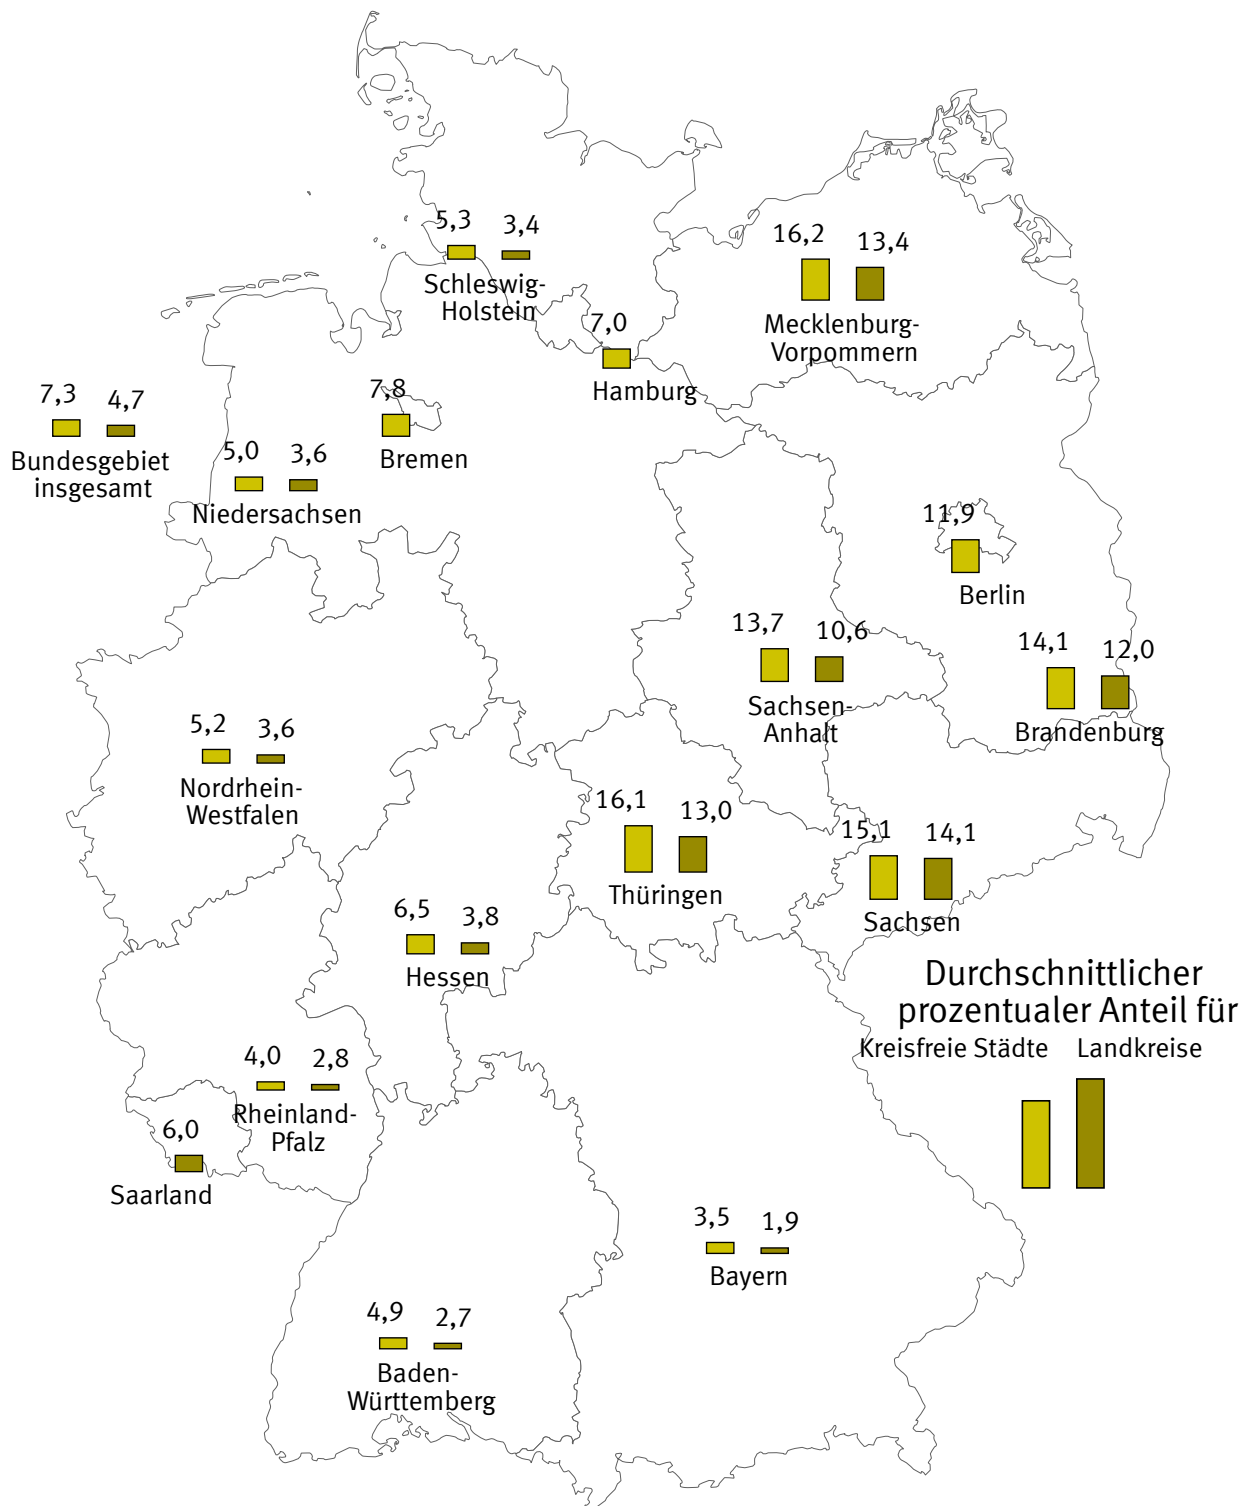 5,3 3,4
Schleswig-
Holstein
16,2 13,4
Mecklenburg-
Vorpommern
7,0
Hamburg
7,3 4,7
Bundesgebiet
insgesamt
7,8
Bremen
5,0 3,6
Niedersachsen
11,9
Berlin
13,7 10,6
Sachsen-
Anhalt
14,1 12,0
Brandenburg
5,2 3,6
Nordrhein-
Westfalen
16,1 13,0
Thüringen
15,1 14,1
Sachsen
6,5 3,8
Hessen
Durchschnittlicher
prozentualer Anteil für
Kreisfreie Städte Landkreise
4,0 2,8
Rheinland-
Pfalz
6,0
Saarland
3,5 1,9
Bayern
4,9 2,7
Baden-
Württemberg